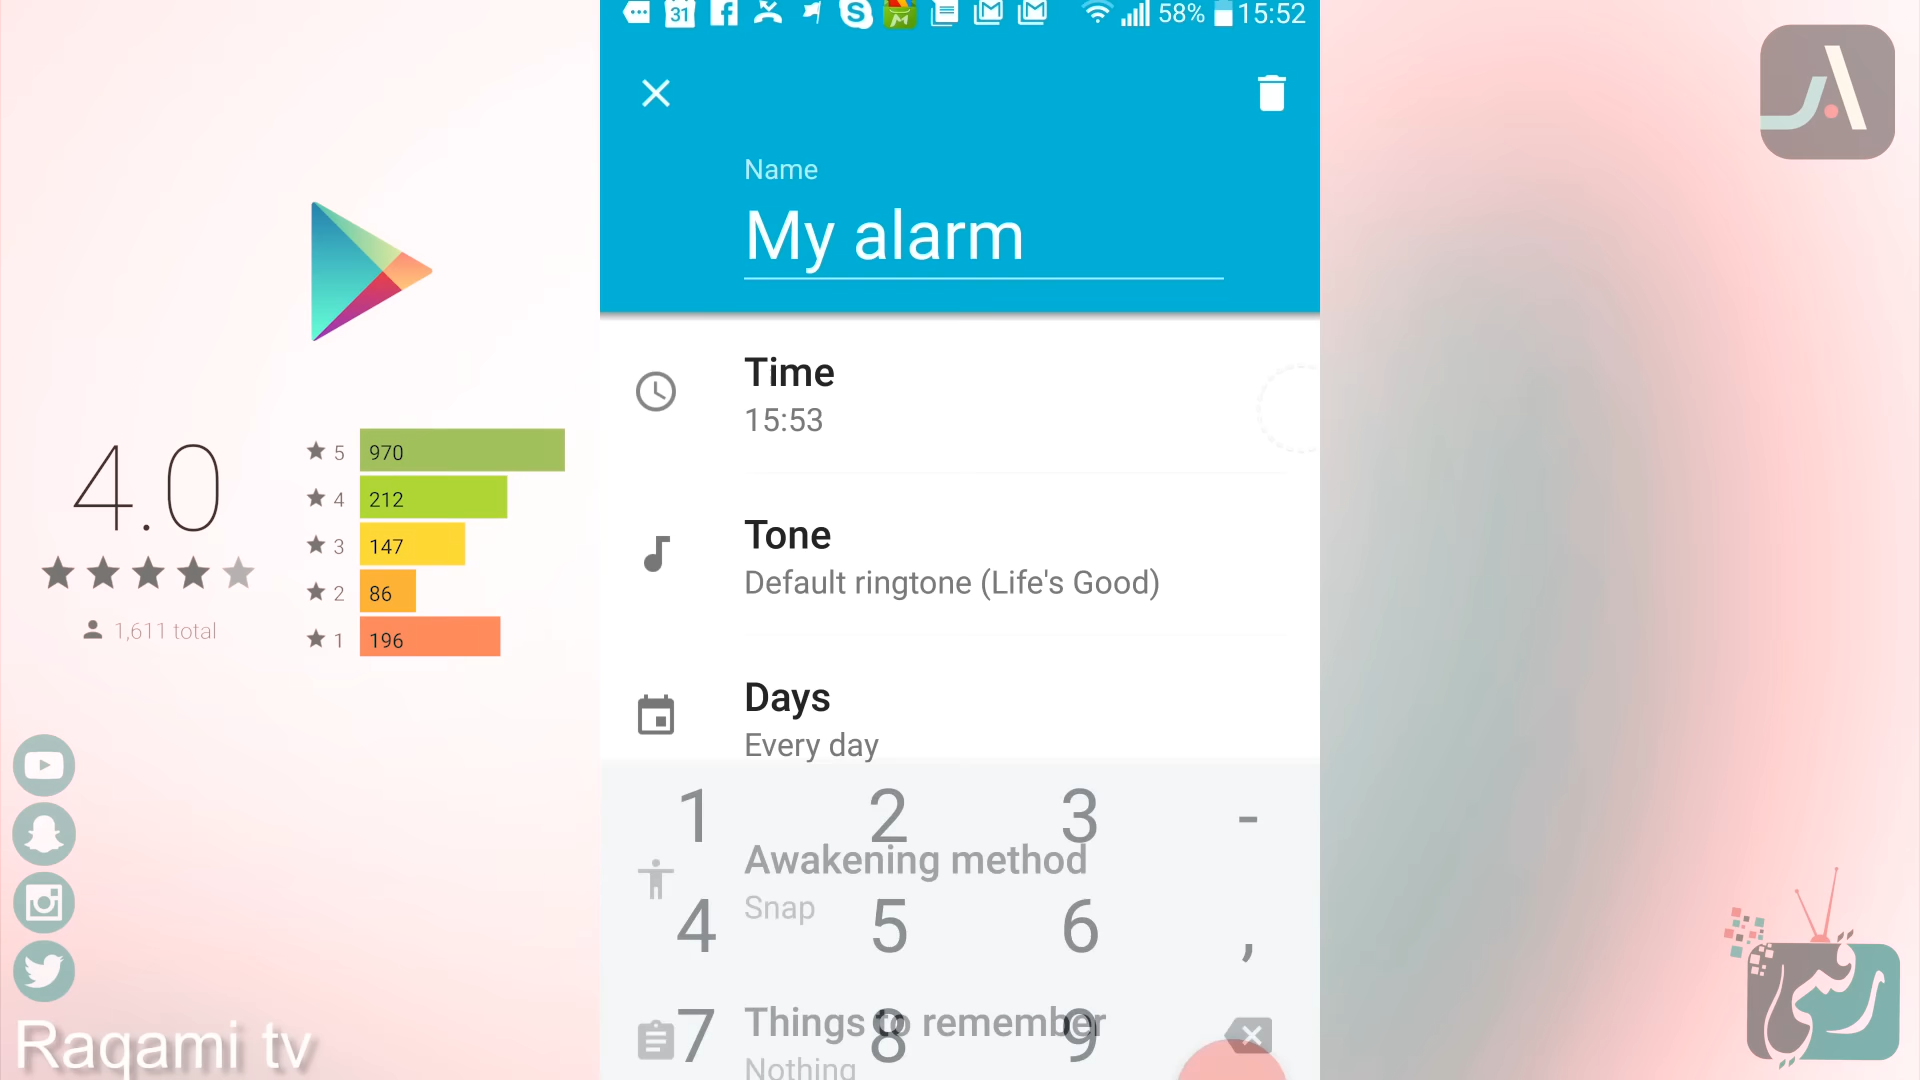 31
58%
15:52
Name
My alarm
Time
15:53
Tone
Default ringtone (Life's Good)
Days
Every day
1 2 3 -
Awakening method
Snap
4 5 6 ,
Things to remember
7 8 9
Nothing
4.0
1,611 total
5 970
4 212
3 147
2 86
1 196
Raqami tv
رقمي